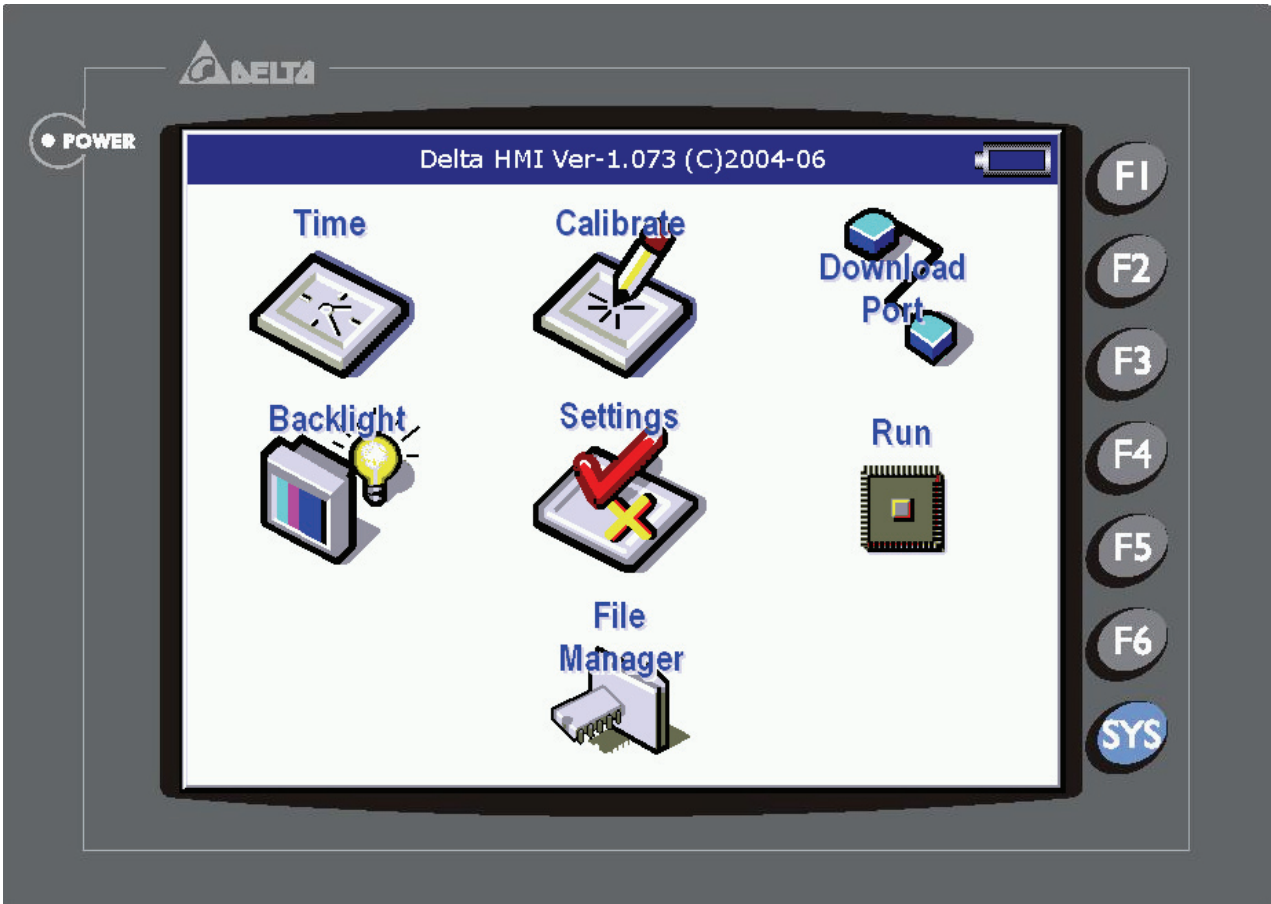 DELTA
POWER
Delta HMI Ver-1.073 (C)2004-06
Time
Calibrate
Download
Port
Backlight
Settings
Run
File
Manager
F1
F2
F3
F4
F5
F6
SYS